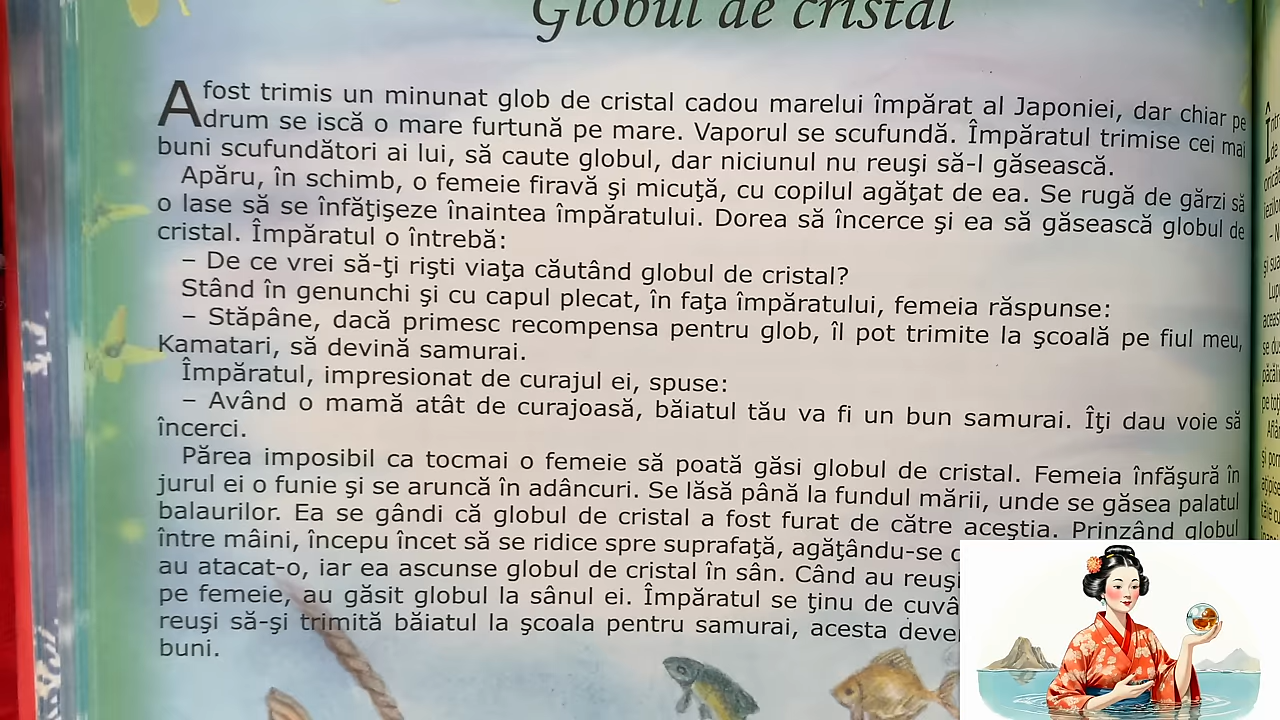 Globul de cristal
A fost trimis un minunat glob de cristal cadou marelui împărat al Japoniei, dar chiar pe
drum se iscă o mare furtună pe mare. Vaporul se scufundă. Împăratul trimise cei mai
buni scufundători ai lui, să caute globul, dar niciunul nu reuşi să-l găsească.
Apăru, în schimb, o femeie firavă şi micuţă, cu copilul agăţat de ea. Se rugă de gărzi să
o lase să se înfăţişeze înaintea împăratului. Dorea să încerce şi ea să găsească globul de
cristal. Împăratul o întrebă:
– De ce vrei să-ţi rişti viaţa căutând globul de cristal?
Stând în genunchi şi cu capul plecat, în faţa împăratului, femeia răspunse:
– Stăpâne, dacă primesc recompensa pentru glob, îl pot trimite la şcoală pe fiul meu,
Kamatari, să devină samurai.
Împăratul, impresionat de curajul ei, spuse:
– Având o mamă atât de curajoasă, băiatul tău va fi un bun samurai. Îţi dau voie să
încerci.
Părea imposibil ca tocmai o femeie să poată găsi globul de cristal. Femeia înfăşură în
jurul ei o funie şi se aruncă în adâncuri. Se lăsă până la fundul mării, unde se găsea palatul
balaurilor. Ea se gândi că globul de cristal a fost furat de către aceştia. Prinzând globul
între mâini, începu încet să se ridice spre suprafaţă, agăţându-se
au atacat-o, iar ea ascunse globul de cristal în sân. Când au
pe femeie, au găsit globul la sânul ei. Împăratul se ţinu de
reuşi să-şi trimită băiatul la şcoala pentru samurai, acesta
buni.